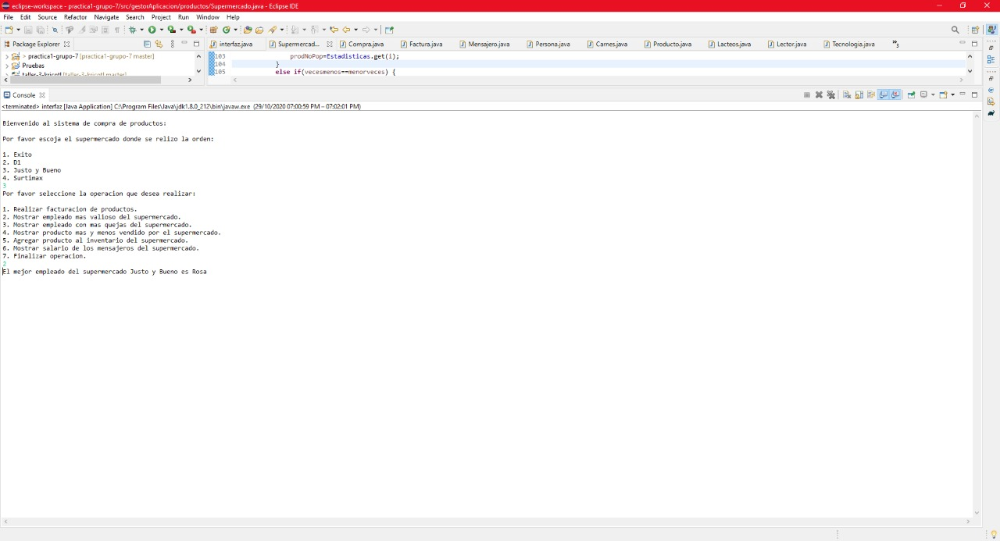 eclipse-workspace - practica1-grupo-7/src/gestorAplicacion/productos/Supermercado.java - Eclipse IDE
File Edit Source Refactor Navigate Search Project Run Window Help
Package Explorer
interfaz.java Supermercad... Compra.java Factura.java Mensajero.java Persona.java Carnes.java Producto.java Lacteos.java Lector.java Tecnologia.java »3
> practica1-grupo-7 [practica1-grupo-7 master]
Pruebas
taller-3-kricotl [taller-3-kricotl master]
103 prodNoPop=Estadisticas.get(i);
104 }
105 else if(vecesmenos==menorveces) {
Console
<terminated> interfaz [Java Application] C:\Program Files\Java\jdk1.8.0_212\bin\javaw.exe (29/10/2020 07:00:59 PM – 07:02:01 PM)
Bienvenido al sistema de compra de productos:
Por favor escoja el supermercado donde se relizo la orden:
1. Exito
2. D1
3. Justo y Bueno
4. Surtimax
3
Por favor seleccione la operacion que desea realizar:
1. Realizar facturacion de productos.
2. Mostrar empleado mas valioso del supermercado.
3. Mostrar empleado con mas quejas del supermercado.
4. Mostrar producto mas y menos vendido por el supermercado.
5. Agregar producto al inventario del supermercado.
6. Mostrar salario de los mensajeros del supermercado.
7. Finalizar operacion.
2
El mejor empleado del supermercado Justo y Bueno es Rosa